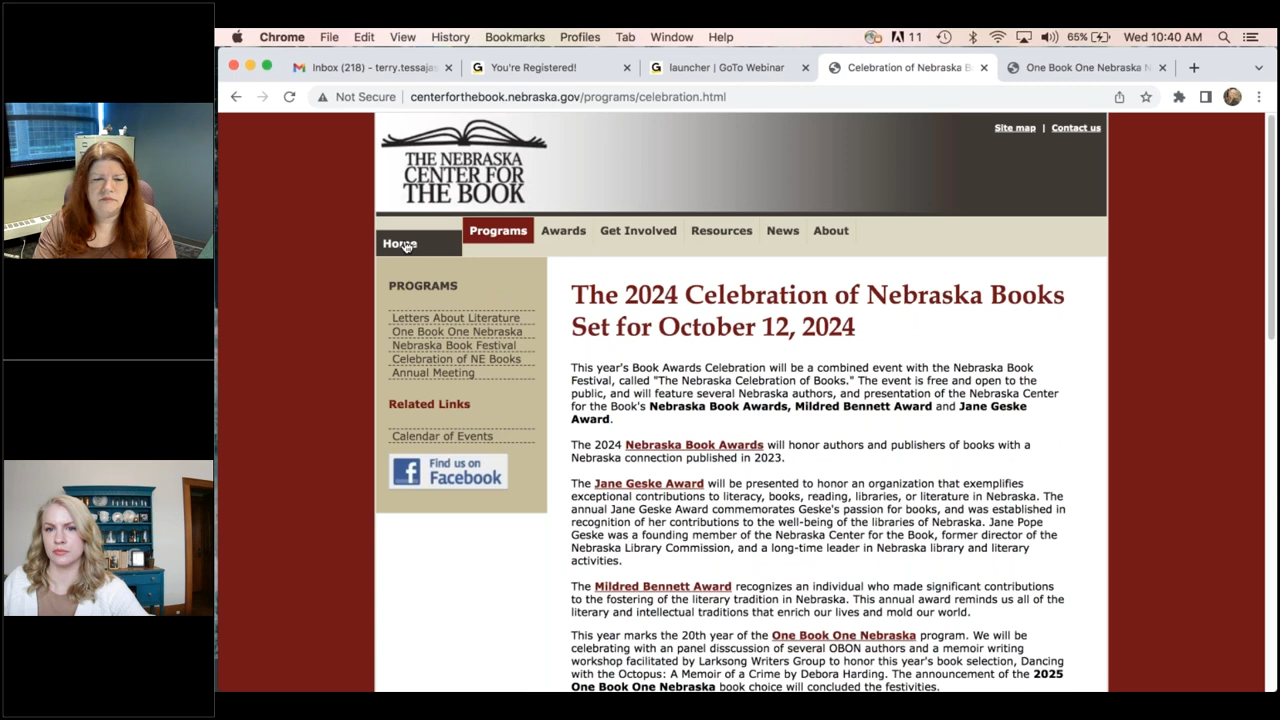 Chrome File Edit View History Bookmarks Profiles Tab Window Help 11 65% Wed 10:40 AM
Inbox (218) - terry.tessajas You're Registered! launcher | GoTo Webinar Celebration of Nebraska B One Book One Nebraska N
Not Secure centerforthebook.nebraska.gov/programs/celebration.html
Site map | Contact us
THE NEBRASKA
CENTER FOR
THE BOOK
Home Programs Awards Get Involved Resources News About
PROGRAMS
Letters About Literature
One Book One Nebraska
Nebraska Book Festival
Celebration of NE Books
Annual Meeting
Related Links
Calendar of Events
Find us on
Facebook
The 2024 Celebration of Nebraska Books
Set for October 12, 2024
This year's Book Awards Celebration will be a combined event with the Nebraska Book
Festival, called "The Nebraska Celebration of Books." The event is free and open to the
public, and will feature several Nebraska authors, and presentation of the Nebraska Center
for the Book's Nebraska Book Awards, Mildred Bennett Award and Jane Geske
Award.
The 2024 Nebraska Book Awards will honor authors and publishers of books with a
Nebraska connection published in 2023.
The Jane Geske Award will be presented to honor an organization that exemplifies
exceptional contributions to literacy, books, reading, libraries, or literature in Nebraska. The
annual Jane Geske Award commemorates Geske's passion for books, and was established in
recognition of her contributions to the well-being of the libraries of Nebraska. Jane Pope
Geske was a founding member of the Nebraska Center for the Book, former director of the
Nebraska Library Commission, and a long-time leader in Nebraska library and literary
activities.
The Mildred Bennett Award recognizes an individual who made significant contributions
to the fostering of the literary tradition in Nebraska. This annual award reminds us all of the
literary and intellectual traditions that enrich our lives and mold our world.
This year marks the 20th year of the One Book One Nebraska program. We will be
celebrating with an panel disscusion of several OBON authors and a memoir writing
workshop facilitated by Larksong Writers Group to honor this year's book selection, Dancing
with the Octopus: A Memoir of a Crime by Debora Harding. The announcement of the 2025
One Book One Nebraska book choice will concluded the festivities.